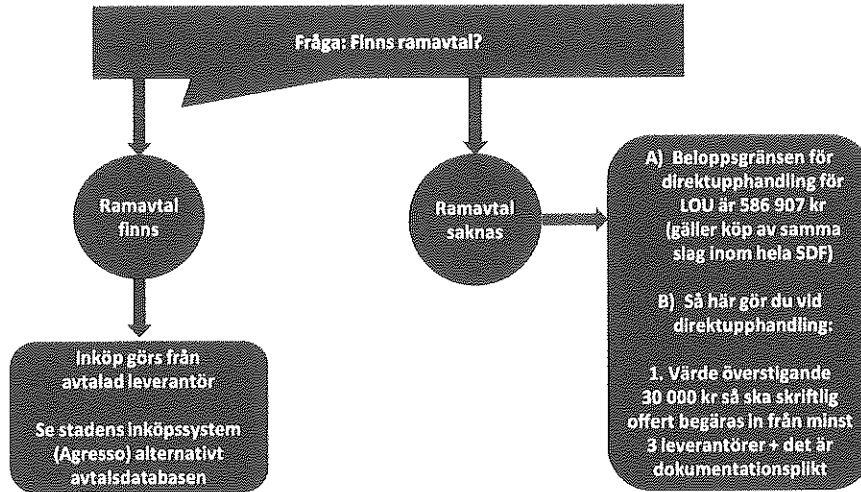 Fråga: Finns ramavtal?
Ramavtal
finns
Ramavtal
saknas
Inköp görs från
avtalad leverantör
Se stadens inköpssystem
(Agresso) alternativt
avtalsdatabasen
A) Beloppsgränsen för
direktupphandling för
LOU är 586 907 kr
(gäller köp av samma
slag inom hela SDF)
B) Så här gör du vid
direktupphandling:
1. Värde överstigande
30 000 kr så ska skriftlig
offert begäras in från minst
3 leverantörer + det är
dokumentationsplikt